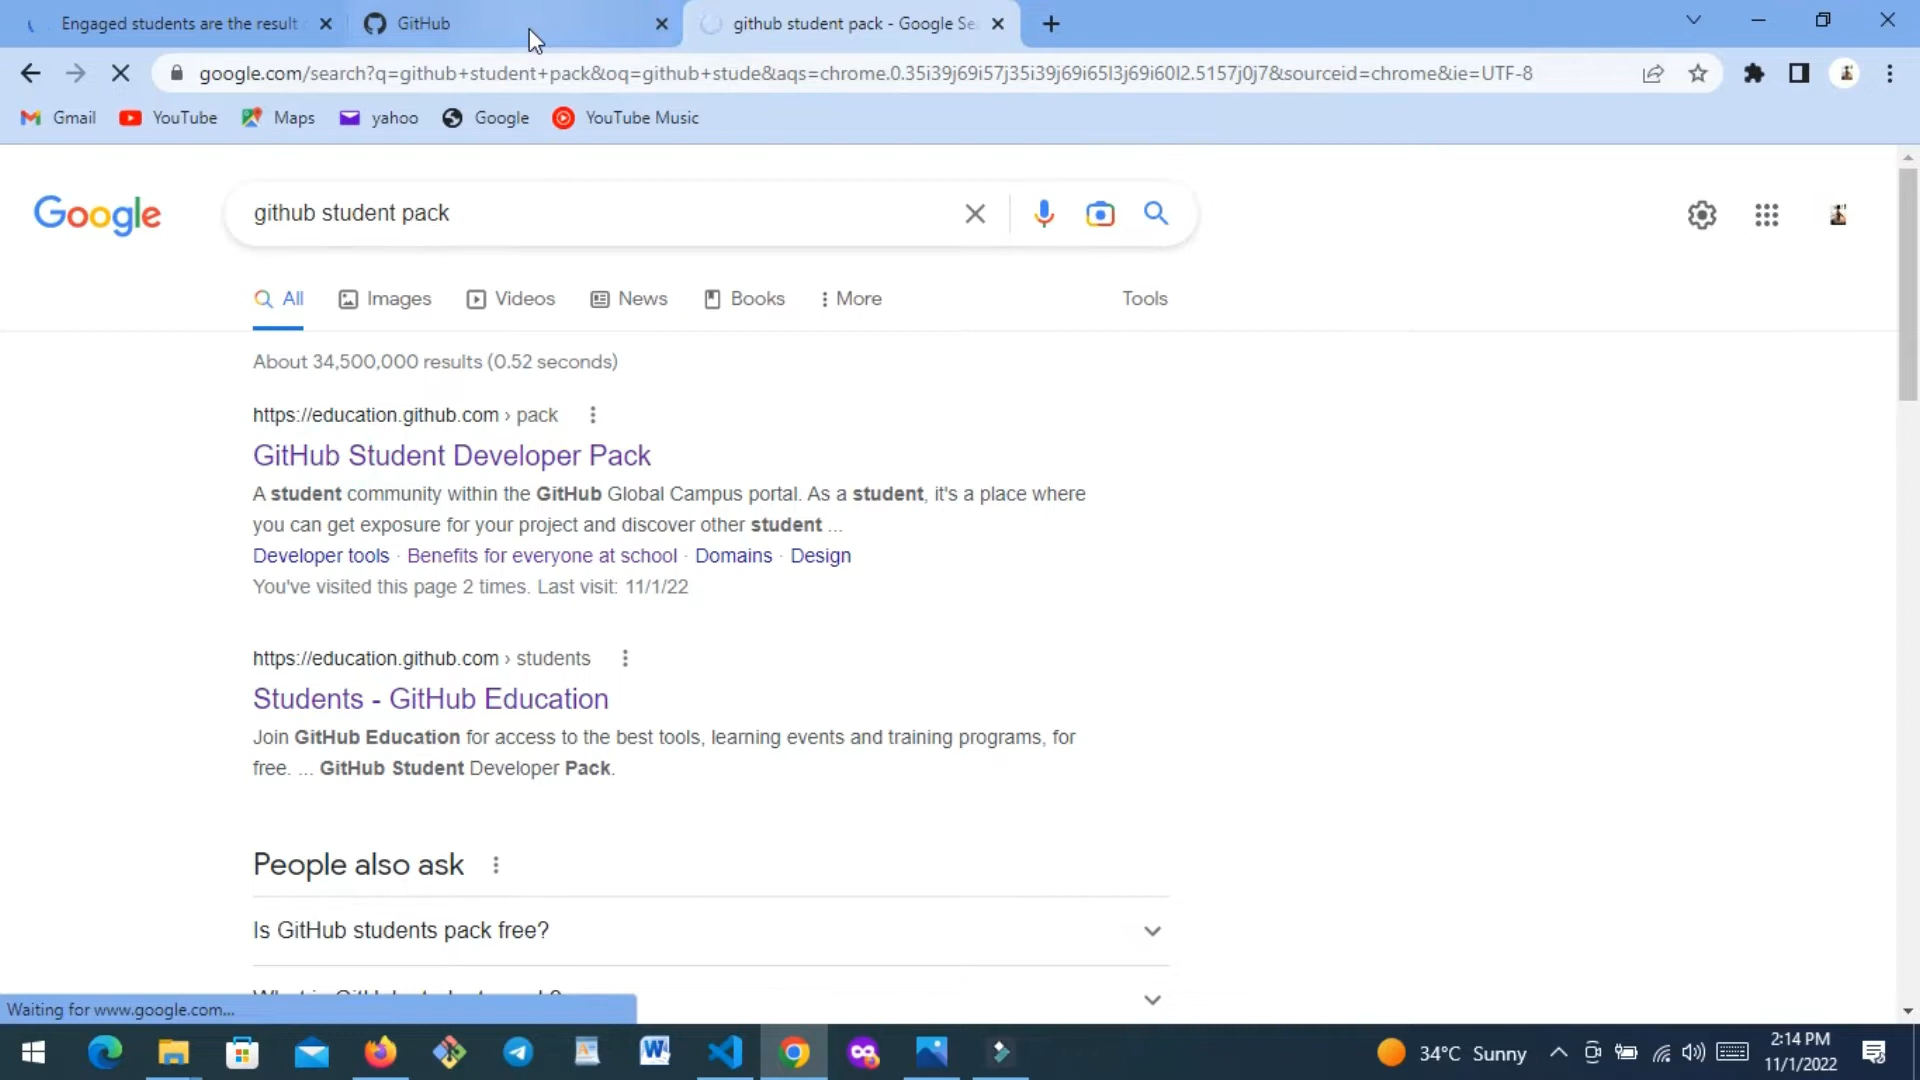 Engaged students are the result
GitHub
github student pack - Google Se
google.com/search?q=github+student+pack&oq=github+stude&aqs=chrome.0.35i39j69i57j35i39j69i65l3j69i60l2.5157j0j7&sourceid=chrome&ie=UTF-8
Gmail YouTube Maps yahoo Google YouTube Music
Google
github student pack
All Images Videos News Books More Tools
About 34,500,000 results (0.52 seconds)
https://education.github.com › pack
GitHub Student Developer Pack
A student community within the GitHub Global Campus portal. As a student, it's a place where
you can get exposure for your project and discover other student ...
Developer tools · Benefits for everyone at school · Domains · Design
You've visited this page 2 times. Last visit: 11/1/22
https://education.github.com › students
Students - GitHub Education
Join GitHub Education for access to the best tools, learning events and training programs, for
free. ... GitHub Student Developer Pack.
People also ask
Is GitHub students pack free?
Waiting for www.google.com...
34°C Sunny
2:14 PM
11/1/2022